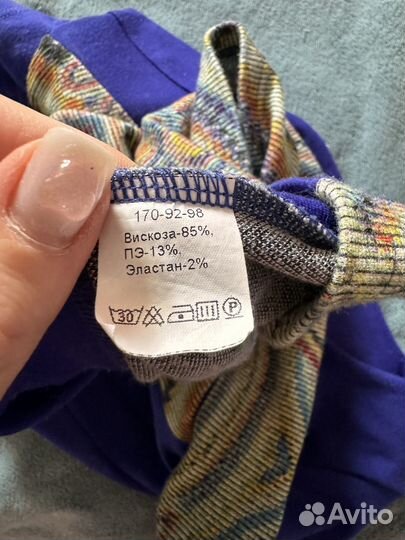 170-92-98
Вискоза-85%,
ПЭ-13%,
Эластан-2%
30 P
Avito